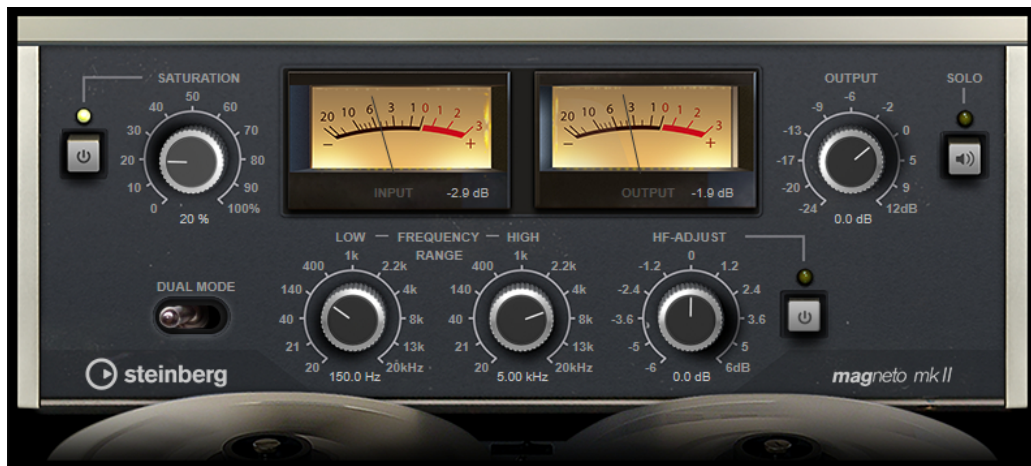 SATURATION
0 10 20 30 40 50 60 70 80 90 100%
20 %
20 10 6 3 1 0 1 2 3
- +
INPUT -2.9 dB
20 10 6 3 1 0 1 2 3
- +
OUTPUT -1.9 dB
OUTPUT
-24 -20 -17 -13 -9 -6 -2 0 5 9 12dB
0.0 dB
SOLO
DUAL MODE
LOW FREQUENCY HIGH
RANGE
20 21 40 140 400 1k 2.2k 4k 8k 13k 20kHz
150.0 Hz
20 21 40 140 400 1k 2.2k 4k 8k 13k 20kHz
5.00 kHz
HF-ADJUST
-6 -5 -3.6 -2.4 -1.2 0 1.2 2.4 3.6 5 6dB
0.0 dB
steinberg
magneto mk II